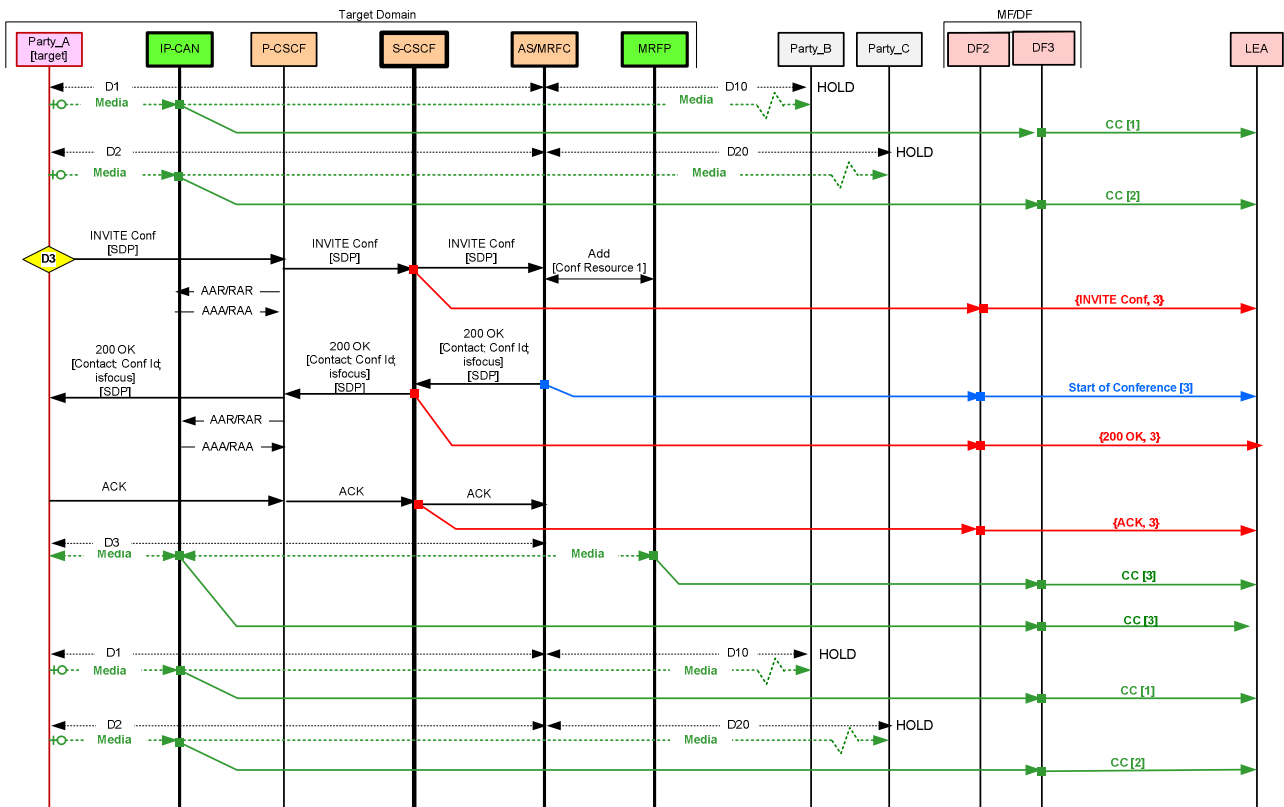 Target Domain
MF/DF
Party_A
[target]
IP-CAN
P-CSCF
S-CSCF
AS/MRFC
MRFP
Party_B
Party_C
DF2
DF3
LEA
D1
D10
HOLD
Media
Media
CC [1]
D2
D20
HOLD
Media
Media
CC [2]
D3
INVITE Conf
[SDP]
INVITE Conf
[SDP]
INVITE Conf
[SDP]
Add
[Conf Resource 1]
AAR/RAR
AAA/RAA
{INVITE Conf, 3}
200 OK
[Contact: Conf Id;
isfocus]
[SDP]
200 OK
[Contact: Conf Id;
isfocus]
[SDP]
200 OK
[Contact: Conf Id;
isfocus]
[SDP]
Start of Conference [3]
AAR/RAR
AAA/RAA
{200 OK, 3}
ACK
ACK
ACK
{ACK, 3}
D3
Media
Media
CC [3]
CC [3]
D1
D10
HOLD
Media
Media
CC [1]
D2
D20
HOLD
Media
Media
CC [2]